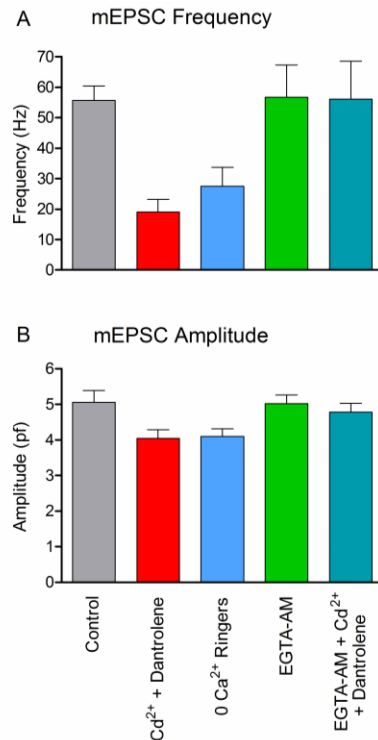 A mEPSC Frequency
70
60
50
40
30
20
10
0
Frequency (Hz)
B mEPSC Amplitude
6
5
4
3
2
1
0
Amplitude (pf)
Control
Cd²⁺ + Dantrolene
0 Ca²⁺ Ringers
EGTA-AM
EGTA-AM + Cd²⁺
+ Dantrolene